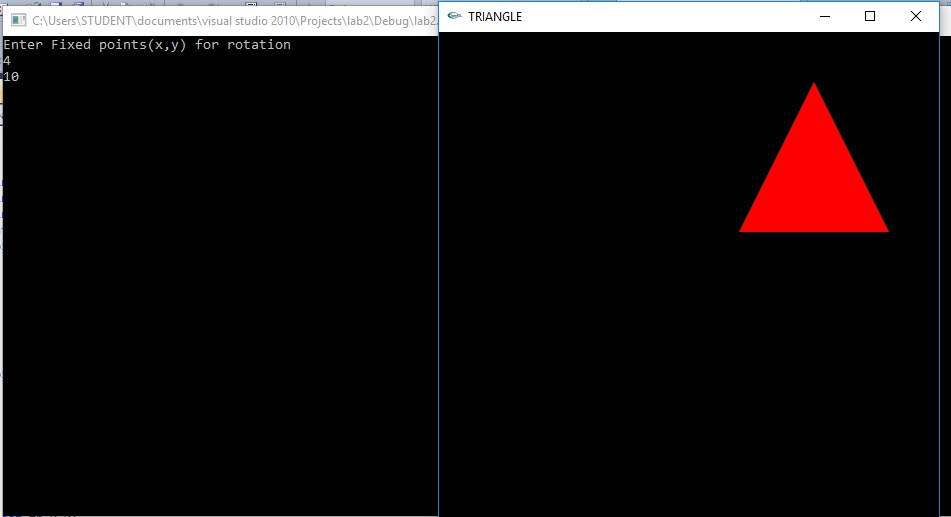 C:\Users\STUDENT\documents\visual studio 2010\Projects\lab2\Debug\lab2.
TRIANGLE
Enter Fixed points(x,y) for rotation
4
10